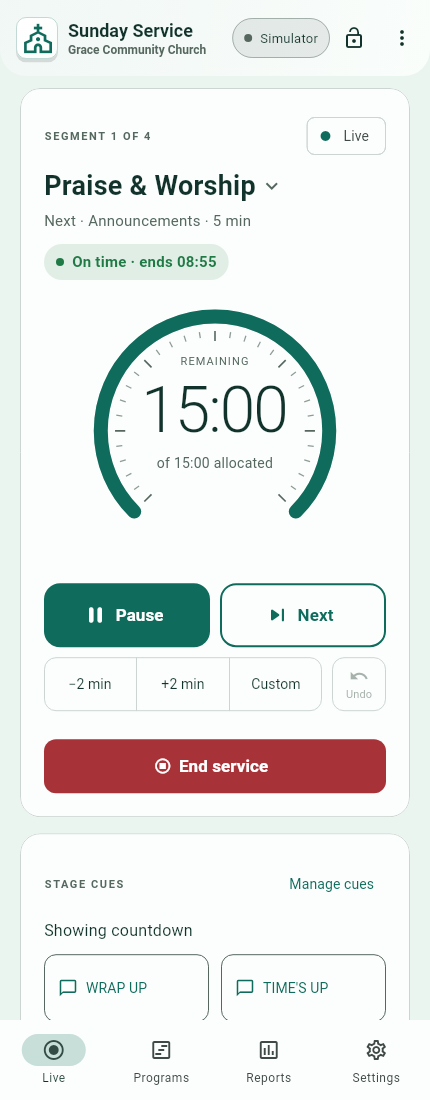 Sunday Service
Grace Community Church
Simulator
SEGMENT 1 OF 4
Live
Praise & Worship
Next · Announcements · 5 min
On time · ends 08:55
REMAINING
15:00
of 15:00 allocated
Pause
Next
−2 min
+2 min
Custom
Undo
End service
STAGE CUES
Manage cues
Showing countdown
WRAP UP
TIME'S UP
Live
Programs
Reports
Settings